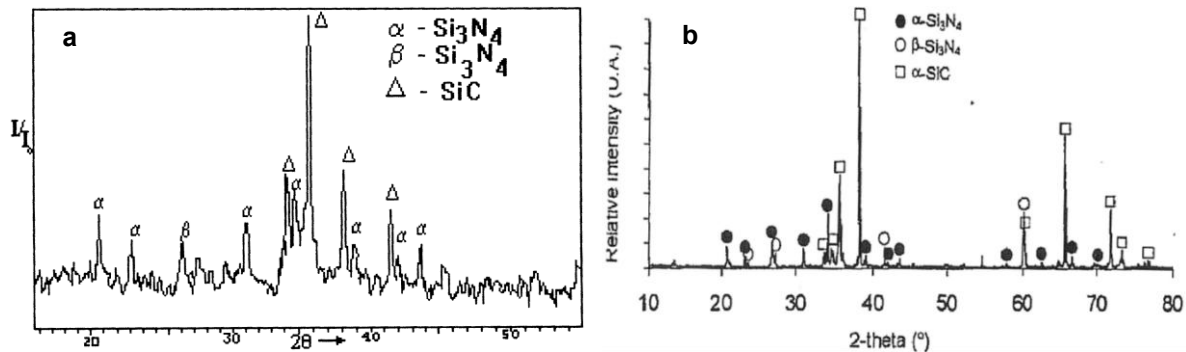 a
α - Si₃N₄
β - Si₃N₄
△ - SiC
I/I₀
△
△
△
△
α
α
β
α
α
α
α
α
20
30
40
50
2θ →
b
● α-Si₃N₄
○ β-Si₃N₄
□ α-SiC
Relative Intensity (U.A.)
10
20
30
40
50
60
70
80
2-theta (°)